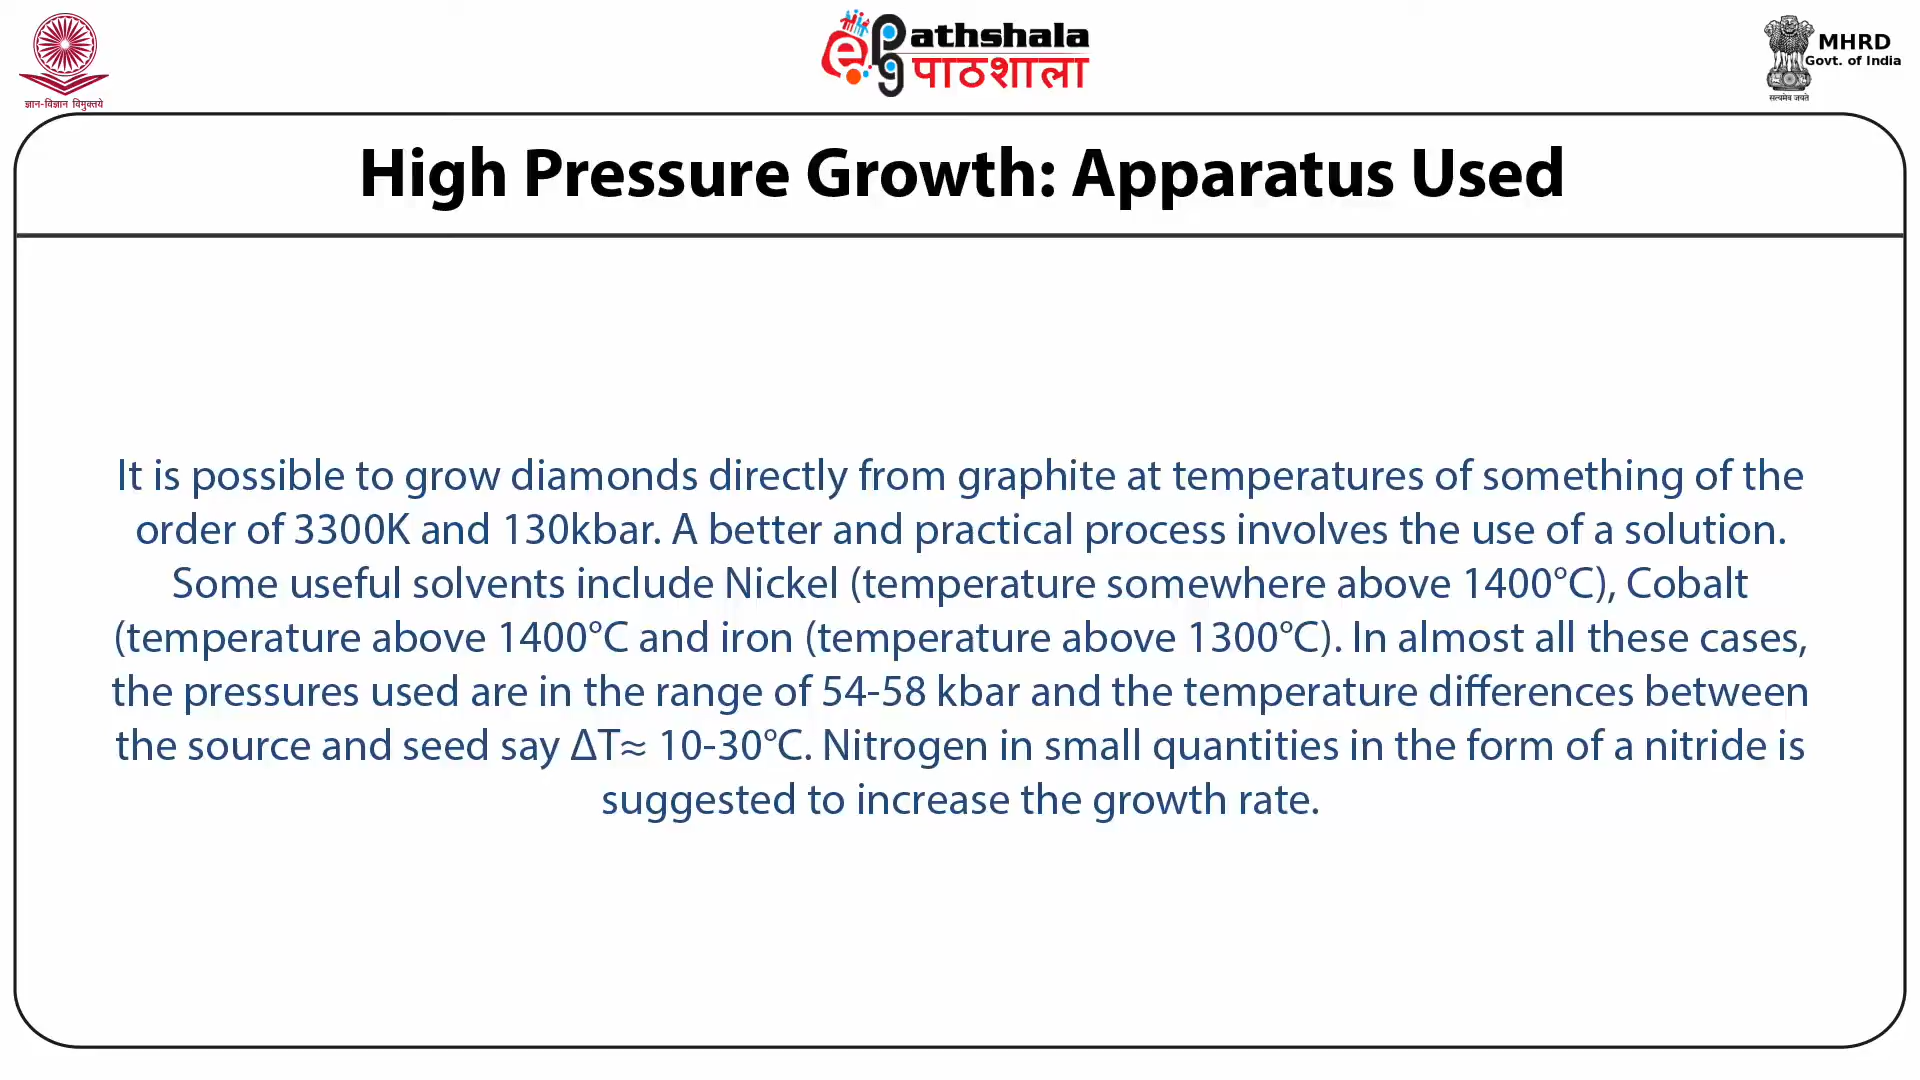 ज्ञान-विज्ञान विमुक्तये
ePathshala
पाठशाला
MHRD
Govt. of India
सत्यमेव जयते
High Pressure Growth: Apparatus Used
It is possible to grow diamonds directly from graphite at temperatures of something of the
order of 3300K and 130kbar. A better and practical process involves the use of a solution.
Some useful solvents include Nickel (temperature somewhere above 1400°C), Cobalt
(temperature above 1400°C and iron (temperature above 1300°C). In almost all these cases,
the pressures used are in the range of 54-58 kbar and the temperature differences between
the source and seed say ΔT≈ 10-30°C. Nitrogen in small quantities in the form of a nitride is
suggested to increase the growth rate.